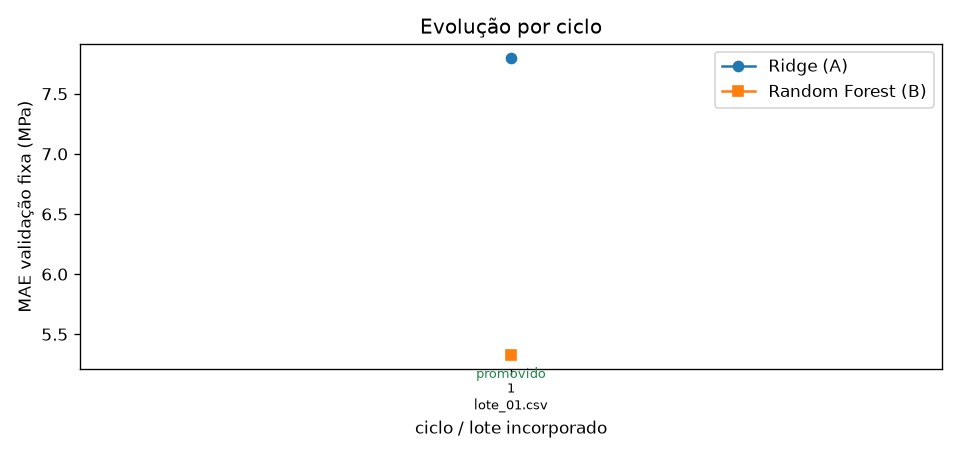 Evolução por ciclo
MAE validação fixa (MPa)
7.5
7.0
6.5
6.0
5.5
Ridge (A)
Random Forest (B)
promovido
1
lote_01.csv
ciclo / lote incorporado